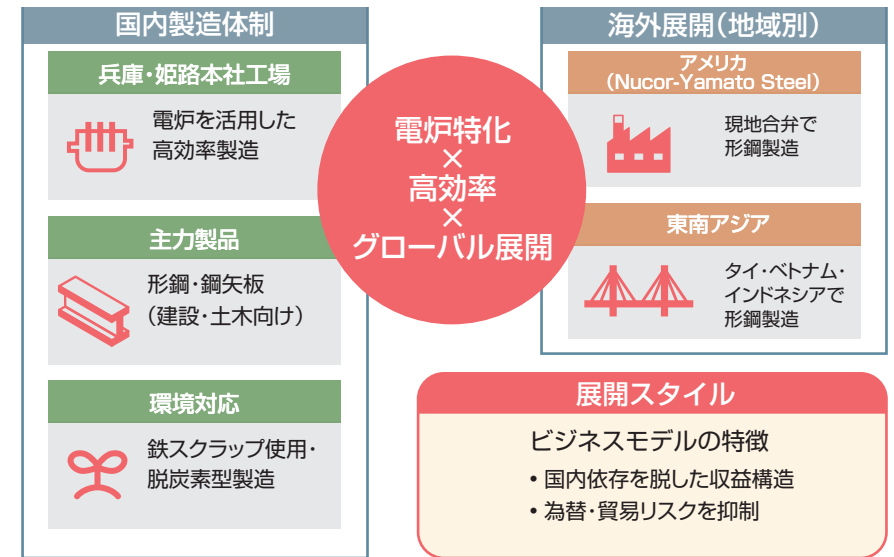 国内製造体制
兵庫・姫路本社工場
電炉を活用した
高効率製造
主力製品
形鋼・鋼矢板
（建設・土木向け）
環境対応
鉄スクラップ使用・
脱炭素型製造
電炉特化
×
高効率
×
グローバル展開
海外展開（地域別）
アメリカ
（Nucor-Yamato Steel）
現地合弁で
形鋼製造
東南アジア
タイ・ベトナム・
インドネシアで
形鋼製造
展開スタイル
ビジネスモデルの特徴
• 国内依存を脱した収益構造
• 為替・貿易リスクを抑制